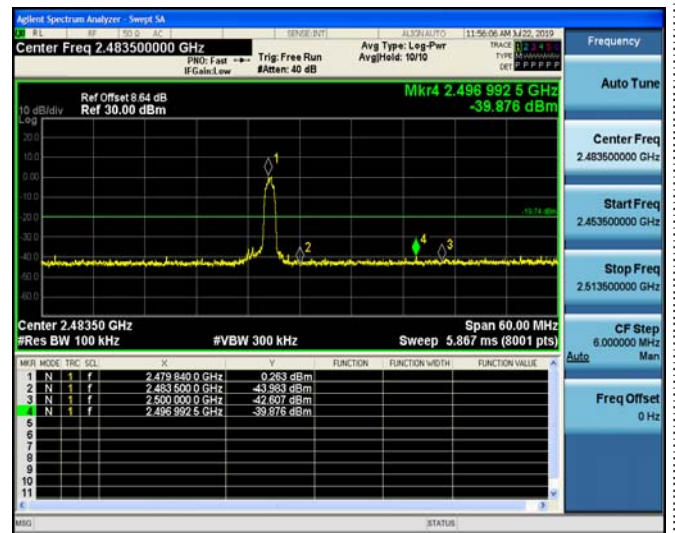 Agilent Spectrum Analyzer - Swept SA
RL RF 50 Ω AC SENSE:INT ALIGN AUTO 11:56:06 AM Jul 22, 2019
Center Freq 2.483500000 GHz
PNO: Fast
IFGain:Low
Trig: Free Run
#Atten: 40 dB
Avg Type: Log-Pwr
Avg|Hold: 10/10
TRACE 1 2 3 4 5 6
TYPE
DET P P P P P P
Frequency
Ref Offset 8.64 dB
Ref 30.00 dBm
10 dB/div
Log
Mkr4 2.496 992 5 GHz
-39.876 dBm
20.0
10.0
0.00
-10.0
-20.0
-30.0
-40.0
-50.0
-60.0
1
2
4
3
-19.74 dBm
Center 2.48350 GHz
#Res BW 100 kHz
#VBW 300 kHz
Span 60.00 MHz
Sweep 5.867 ms (8001 pts)
MKR MODE TRC SCL X Y FUNCTION FUNCTION WIDTH FUNCTION VALUE
1 N 1 f 2.479 840 0 GHz 0.263 dBm
2 N 1 f 2.483 500 0 GHz -43.983 dBm
3 N 1 f 2.500 000 0 GHz -42.607 dBm
4 N 1 f 2.496 992 5 GHz -39.876 dBm
5
6
7
8
9
10
11
MSG STATUS
Auto Tune
Center Freq
2.483500000 GHz
Start Freq
2.453500000 GHz
Stop Freq
2.513500000 GHz
CF Step
6.000000 MHz
Auto Man
Freq Offset
0 Hz